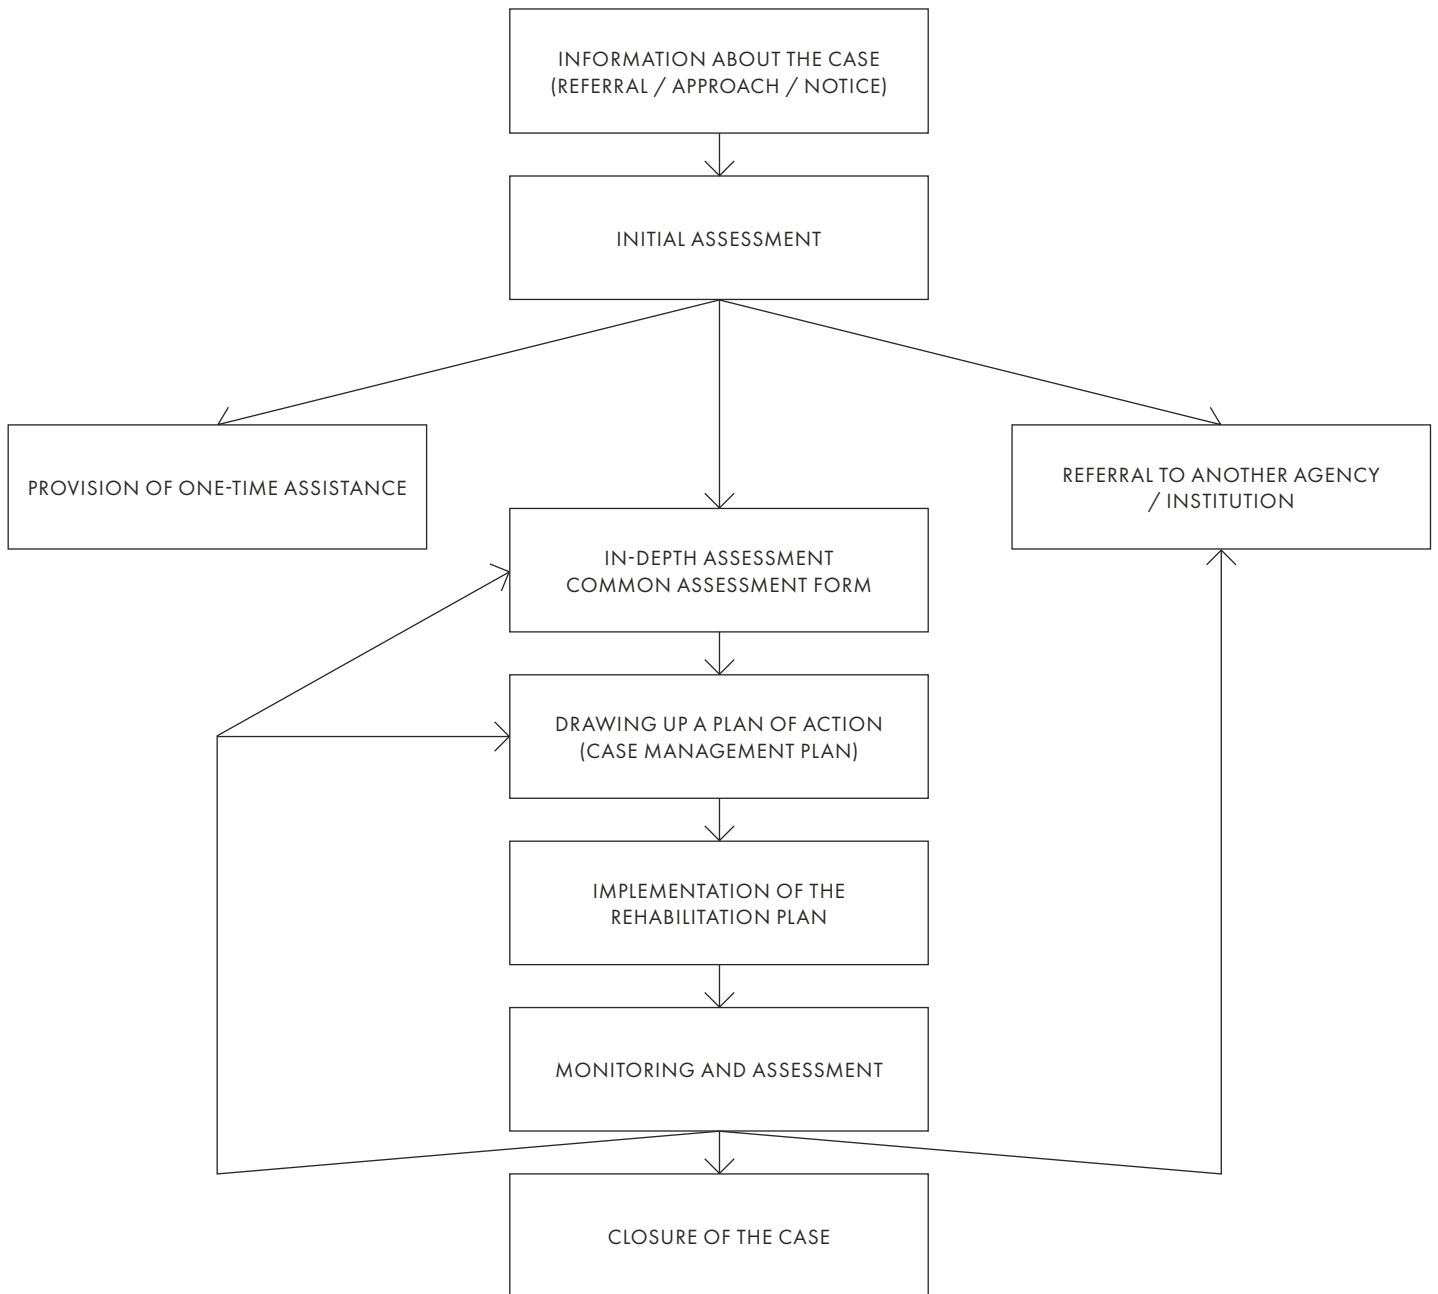 INFORMATION ABOUT THE CASE
(REFERRAL / APPROACH / NOTICE)
INITIAL ASSESSMENT
PROVISION OF ONE-TIME ASSISTANCE
REFERRAL TO ANOTHER AGENCY
/ INSTITUTION
IN-DEPTH ASSESSMENT
COMMON ASSESSMENT FORM
DRAWING UP A PLAN OF ACTION
(CASE MANAGEMENT PLAN)
IMPLEMENTATION OF THE
REHABILITATION PLAN
MONITORING AND ASSESSMENT
CLOSURE OF THE CASE